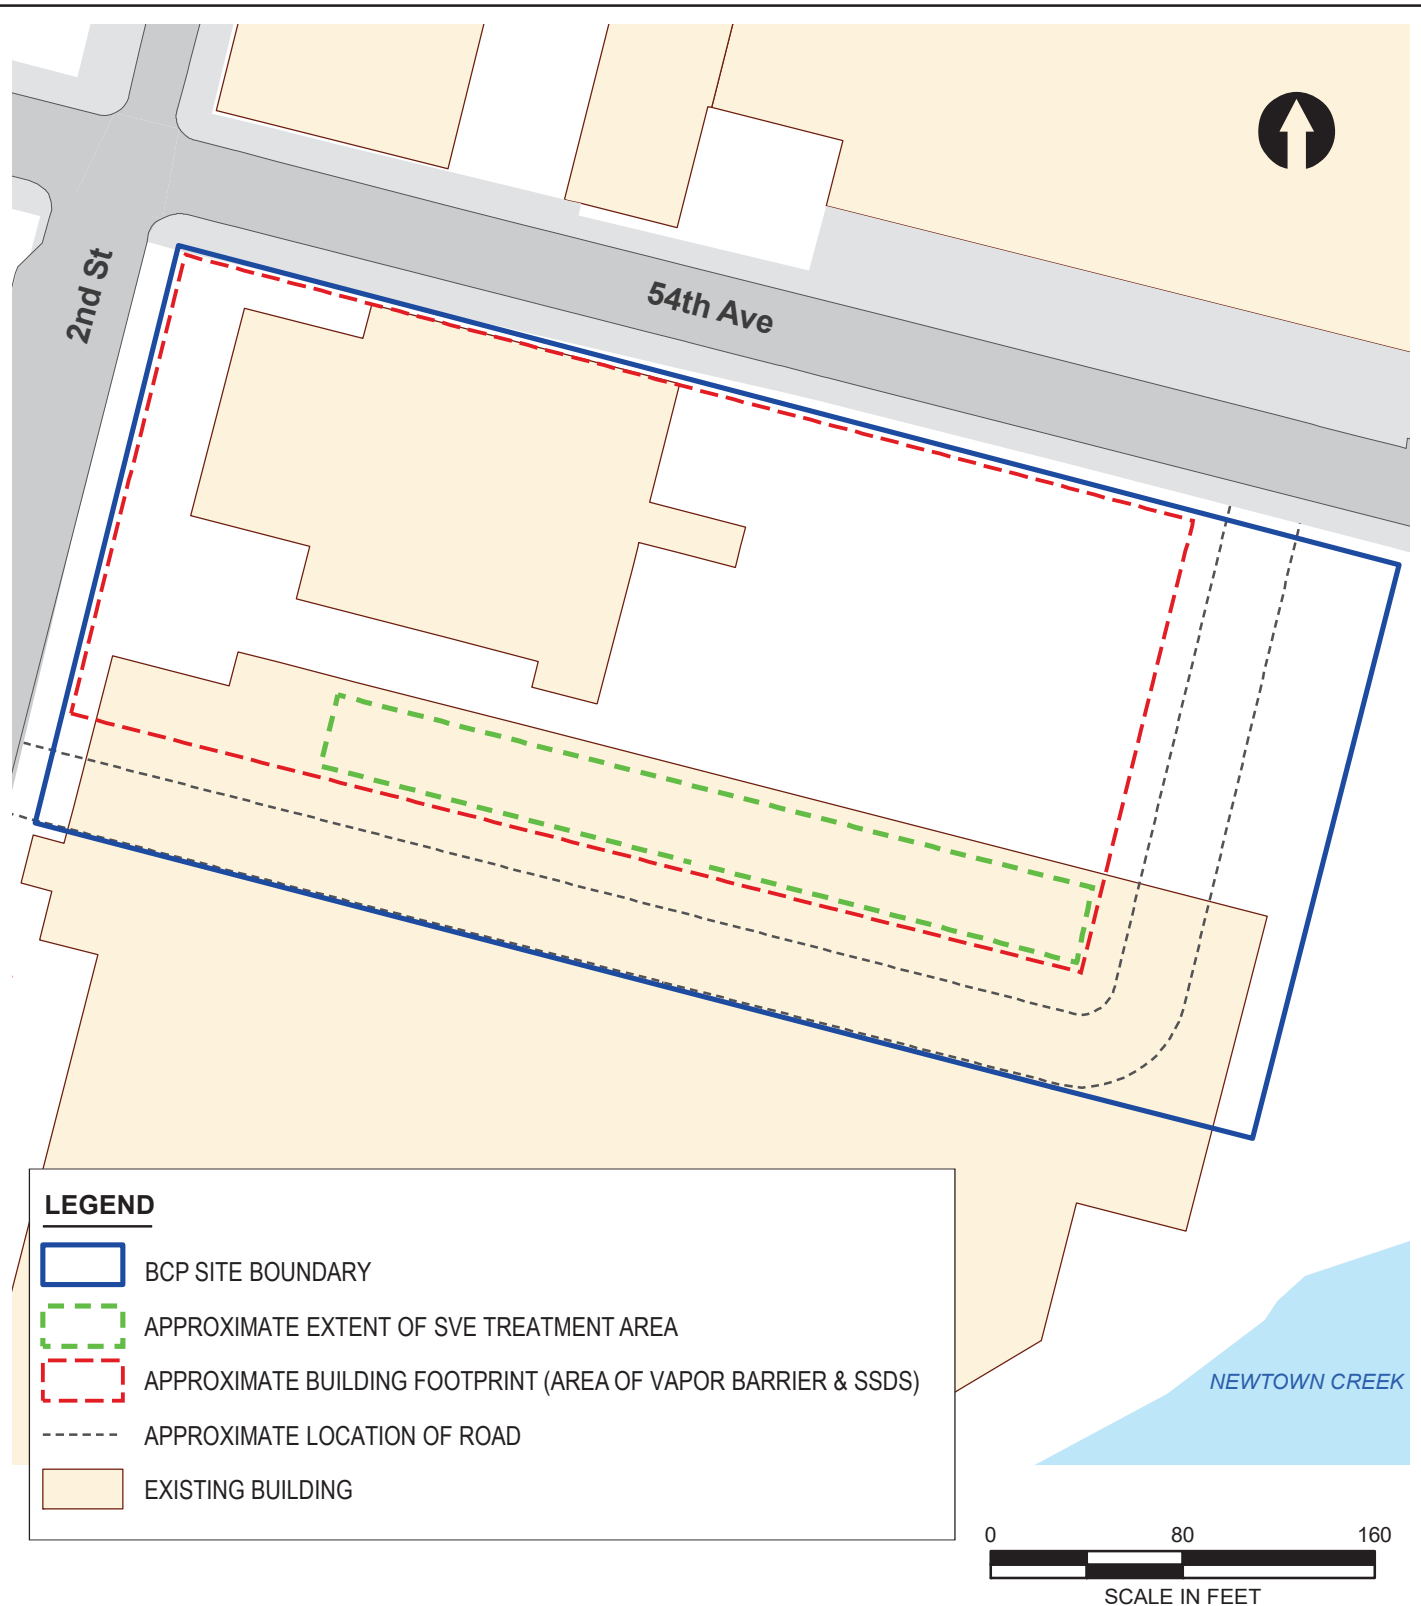 2nd St
54th Ave
LEGEND
BCP SITE BOUNDARY
APPROXIMATE EXTENT OF SVE TREATMENT AREA
APPROXIMATE BUILDING FOOTPRINT (AREA OF VAPOR BARRIER & SSDS)
APPROXIMATE LOCATION OF ROAD
EXISTING BUILDING
NEWTOWN CREEK
0 80 160
SCALE IN FEET